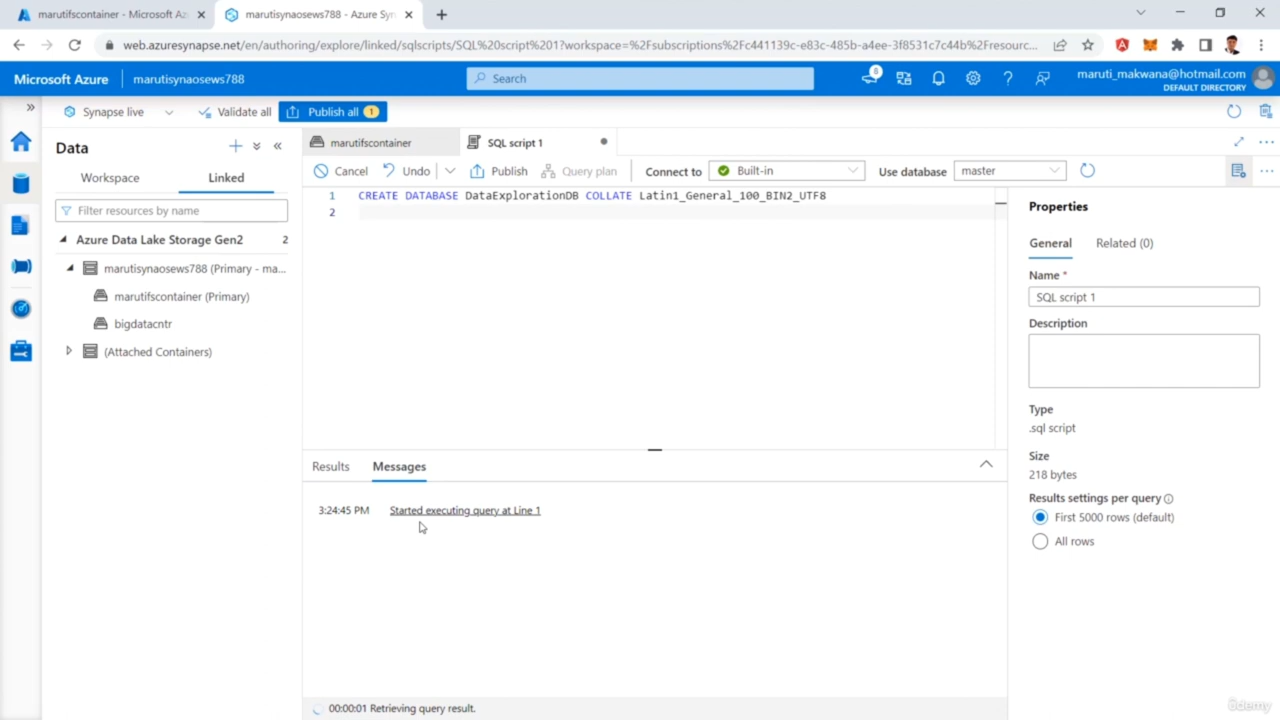 marutifscontainer - Microsoft Az
marutisynaosews788 - Azure Syn
web.azuresynapse.net/en/authoring/explore/linked/sqlscripts/SQL%20script%201?workspace=%2Fsubscriptions%2Fc441139c-e83c-485b-a4ee-3f8531c7c44b%2Fresourc...
Microsoft Azure
marutisynaosews788
Search
8
maruti_makwana@hotmail.com
DEFAULT DIRECTORY
Synapse live
Validate all
Publish all
1
Data
Workspace
Linked
Filter resources by name
Azure Data Lake Storage Gen2
2
marutisynaosews788 (Primary - ma...
marutifscontainer (Primary)
bigdatacntr
(Attached Containers)
marutifscontainer
SQL script 1
Cancel
Undo
Publish
Query plan
Connect to
Built-in
Use database
master
1 CREATE DATABASE DataExplorationDB COLLATE Latin1_General_100_BIN2_UTF8
2
Results
Messages
3:24:45 PM Started executing query at Line 1
00:00:01 Retrieving query result.
Properties
General
Related (0)
Name *
SQL script 1
Description
Type
.sql script
Size
218 bytes
Results settings per query
First 5000 rows (default)
All rows
ûdemy